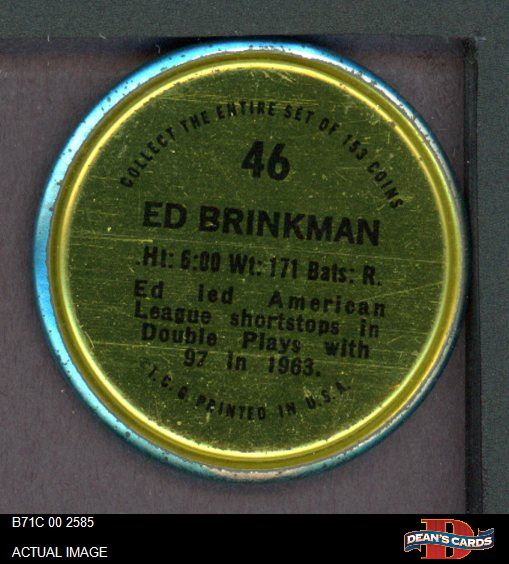 COLLECT THE ENTIRE SET OF 153 COINS
46
ED BRINKMAN
Ht: 6:00 Wt: 171 Bats: R.
Ed led American
League shortstops in
Double Plays with
97 in 1963.
© T.C.G. PRINTED IN U.S.A.
B71C 00 2585
ACTUAL IMAGE
D
DEAN'S CARDS